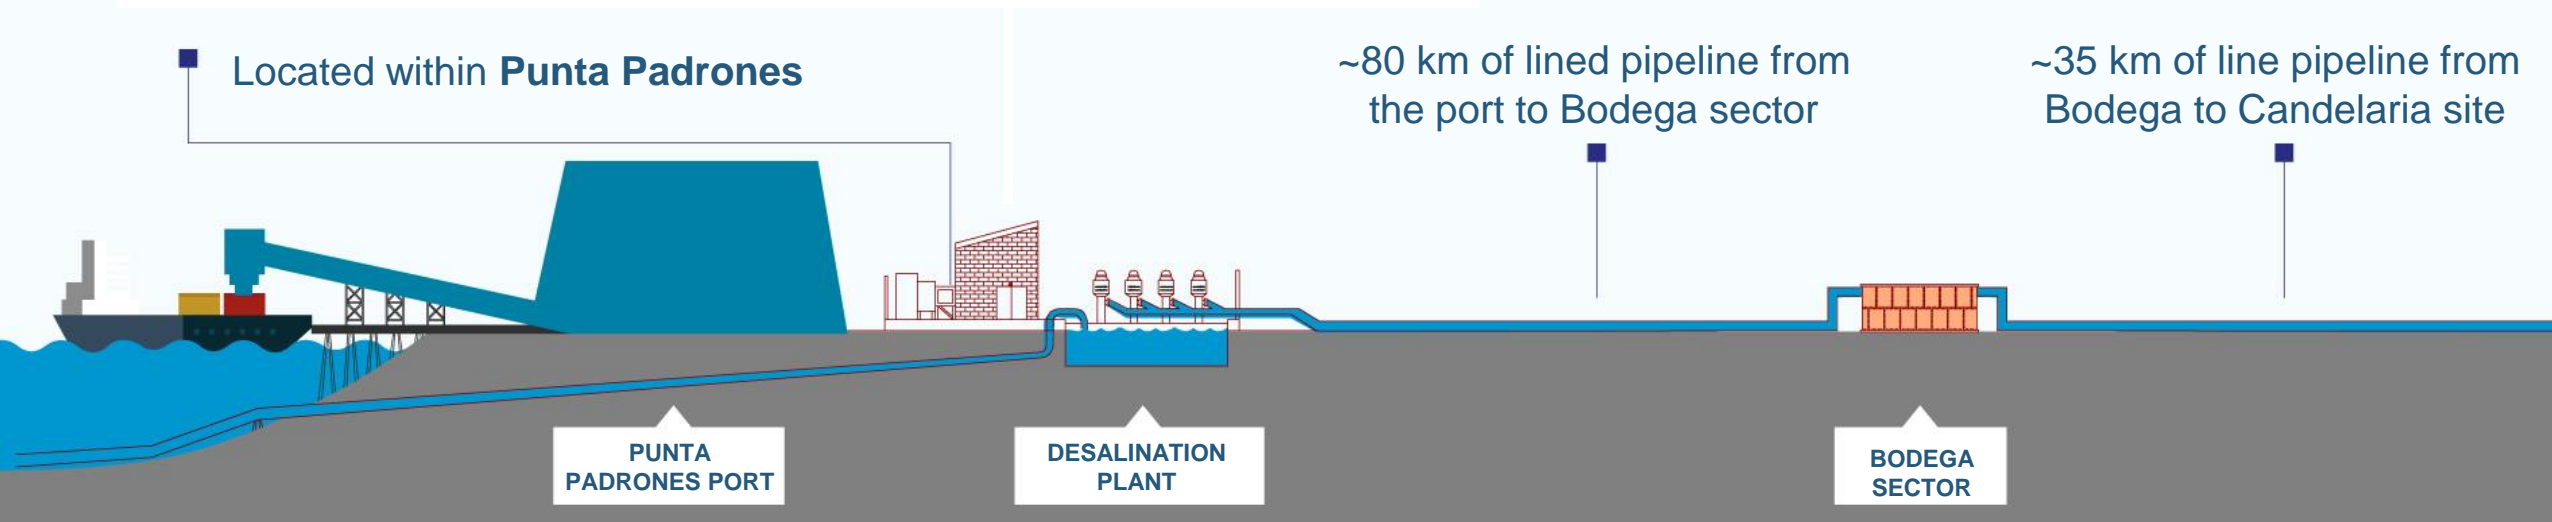 Located within Punta Padrones
~80 km of lined pipeline from
the port to Bodega sector
~35 km of line pipeline from
Bodega to Candelaria site
PUNTA
PADRONES PORT
DESALINATION
PLANT
BODEGA
SECTOR